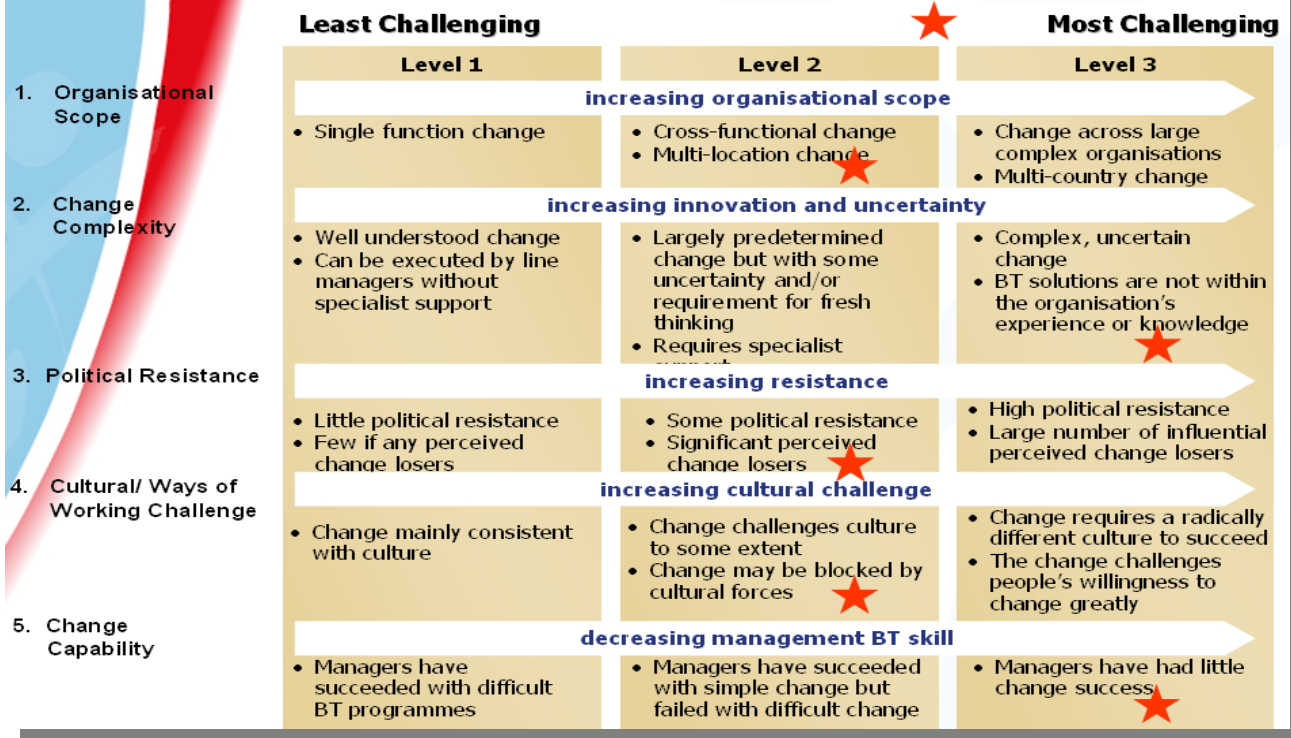 Least Challenging
Most Challenging
Level 1
Level 2
Level 3
1. Organisational
Scope
increasing organisational scope
• Single function change
• Cross-functional change
• Multi-location change
• Change across large
complex organisations
• Multi-country change
2. Change
Complexity
increasing innovation and uncertainty
• Well understood change
• Can be executed by line
managers without
specialist support
• Largely predetermined
change but with some
uncertainty and/or
requirement for fresh
thinking
• Requires specialist
• Complex, uncertain
change
• BT solutions are not within
the organisation's
experience or knowledge
3. Political Resistance
increasing resistance
• Little political resistance
• Few if any perceived
change losers
• Some political resistance
• Significant perceived
change losers
• High political resistance
• Large number of influential
perceived change losers
4. Cultural/ Ways of
Working Challenge
increasing cultural challenge
• Change mainly consistent
with culture
• Change challenges culture
to some extent
• Change may be blocked by
cultural forces
• Change requires a radically
different culture to succeed
• The change challenges
people's willingness to
change greatly
5. Change
Capability
decreasing management BT skill
• Managers have
succeeded with difficult
BT programmes
• Managers have succeeded
with simple change but
failed with difficult change
• Managers have had little
change success